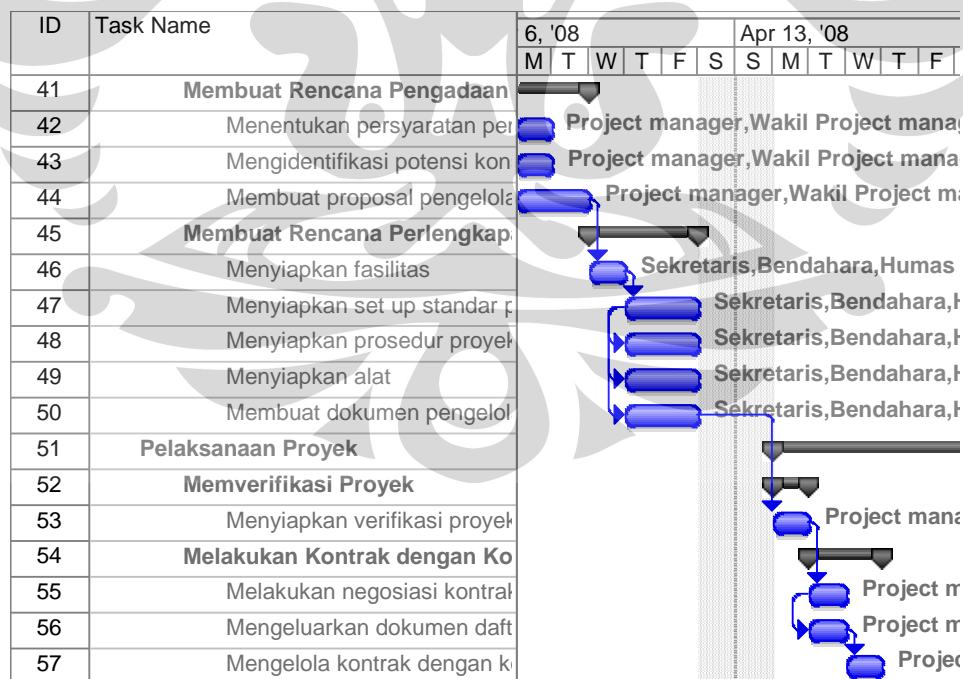 ID Task Name 6, '08 Apr 13, '08
M T W T F S S M T W T F
41 Membuat Rencana Pengadaan
42 Menentukan persyaratan per Project manager,Wakil Project mana
43 Mengidentifikasi potensi kon Project manager,Wakil Project mana
44 Membuat proposal pengelola Project manager,Wakil Project ma
45 Membuat Rencana Perlengkap
46 Menyiapkan fasilitas Sekretaris,Bendahara,Humas
47 Menyiapkan set up standar p Sekretaris,Bendahara,H
48 Menyiapkan prosedur proyek Sekretaris,Bendahara,H
49 Menyiapkan alat Sekretaris,Bendahara,H
50 Membuat dokumen pengelol Sekretaris,Bendahara,H
51 Pelaksanaan Proyek
52 Memverifikasi Proyek
53 Menyiapkan verifikasi proyek Project mana
54 Melakukan Kontrak dengan Ko
55 Melakukan negosiasi kontrak Project m
56 Mengeluarkan dokumen daft Project m
57 Mengelola kontrak dengan k Projec